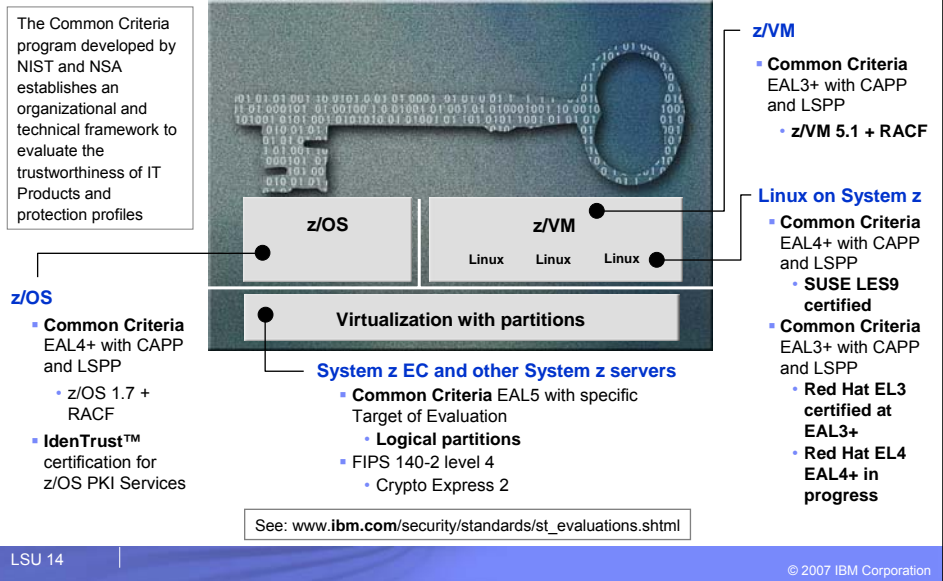 The Common Criteria
program developed by
NIST and NSA
establishes an
organizational and
technical framework to
evaluate the
trustworthiness of IT
Products and
protection profiles
z/OS
z/VM
Linux
Linux
Linux
Virtualization with partitions
z/VM
Common Criteria
EAL3+ with CAPP
and LSPP
z/VM 5.1 + RACF
Linux on System z
Common Criteria
EAL4+ with CAPP
and LSPP
SUSE LES9
certified
Common Criteria
EAL3+ with CAPP
and LSPP
Red Hat EL3
certified at
EAL3+
Red Hat EL4
EAL4+ in
progress
z/OS
Common Criteria
EAL4+ with CAPP
and LSPP
z/OS 1.7 +
RACF
IdenTrust™
certification for
z/OS PKI Services
System z EC and other System z servers
Common Criteria EAL5 with specific
Target of Evaluation
Logical partitions
FIPS 140-2 level 4
Crypto Express 2
See: www.ibm.com/security/standards/st_evaluations.shtml
LSU 14
© 2007 IBM Corporation